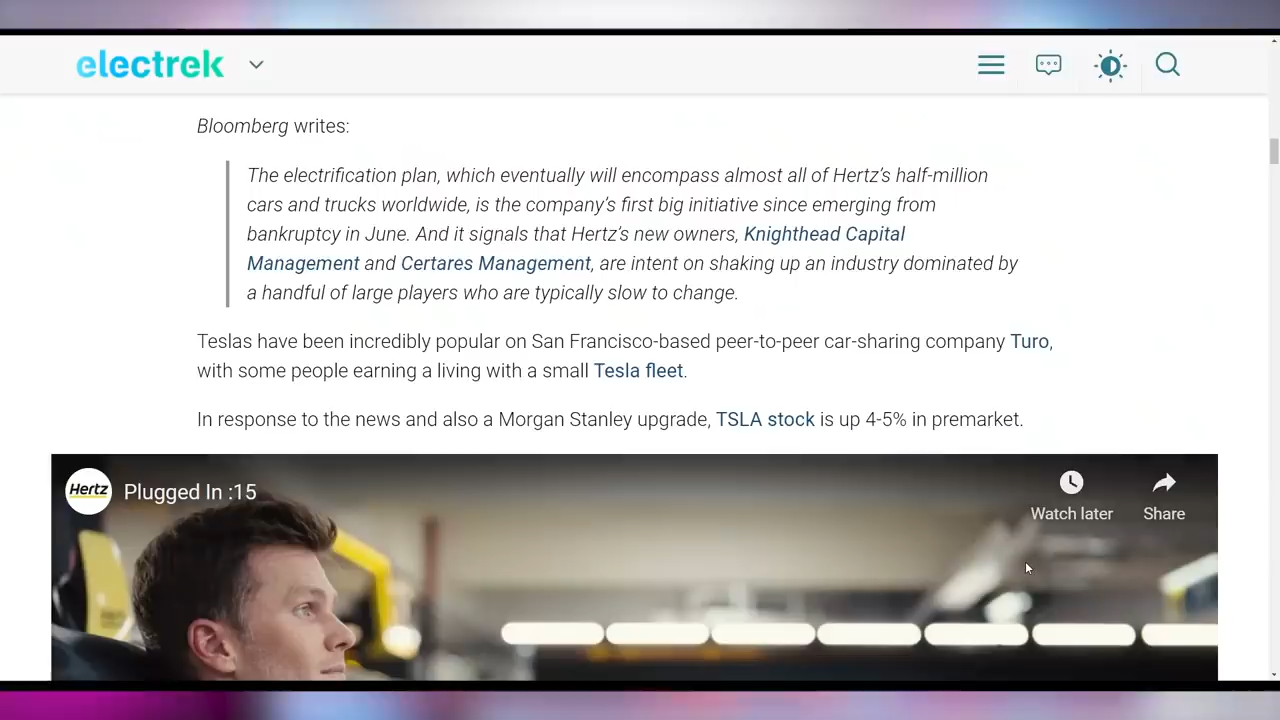 electrek
Bloomberg writes:
The electrification plan, which eventually will encompass almost all of Hertz's half-million
cars and trucks worldwide, is the company's first big initiative since emerging from
bankruptcy in June. And it signals that Hertz's new owners, Knighthead Capital
Management and Certares Management, are intent on shaking up an industry dominated by
a handful of large players who are typically slow to change.
Teslas have been incredibly popular on San Francisco-based peer-to-peer car-sharing company Turo,
with some people earning a living with a small Tesla fleet.
In response to the news and also a Morgan Stanley upgrade, TSLA stock is up 4-5% in premarket.
Hertz
Plugged In :15
Watch later
Share